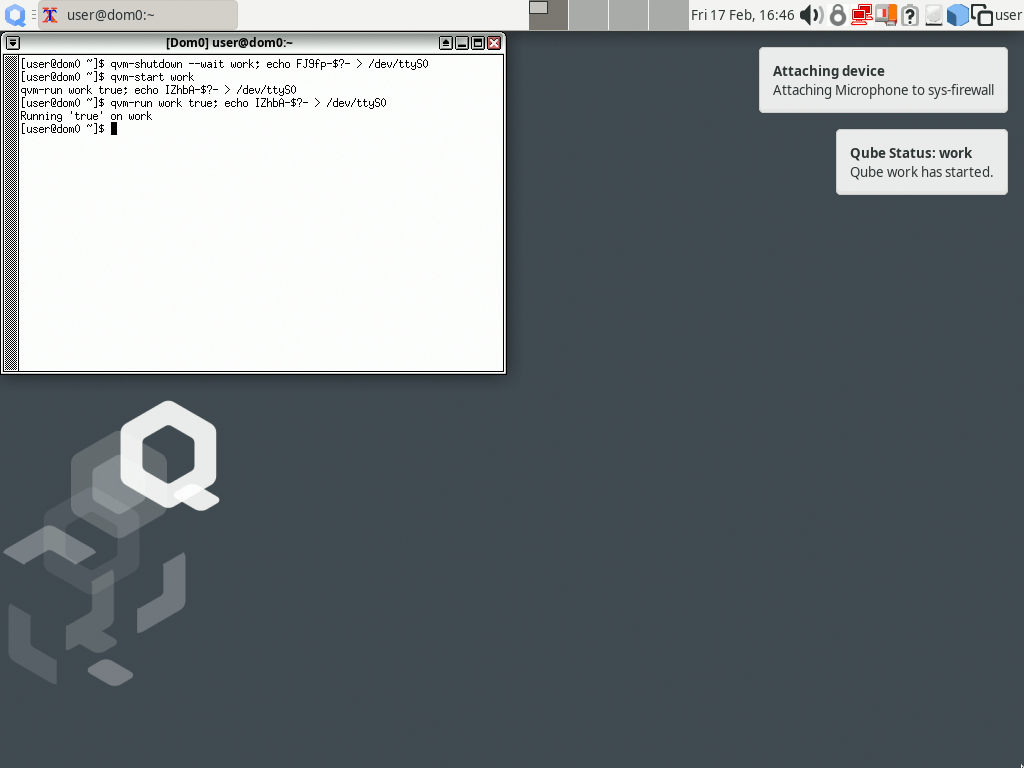 user@dom0:~
Fri 17 Feb, 16:46
user
[Dom0] user@dom0:~
[user@dom0 ~]$ qvm-shutdown --wait work; echo FJ9fp-$?- > /dev/ttyS0
[user@dom0 ~]$ qvm-start work
qvm-run work true; echo IZhbA-$?- > /dev/ttyS0
[user@dom0 ~]$ qvm-run work true; echo IZhbA-$?- > /dev/ttyS0
Running 'true' on work
[user@dom0 ~]$
Attaching device
Attaching Microphone to sys-firewall
Qube Status: work
Qube work has started.